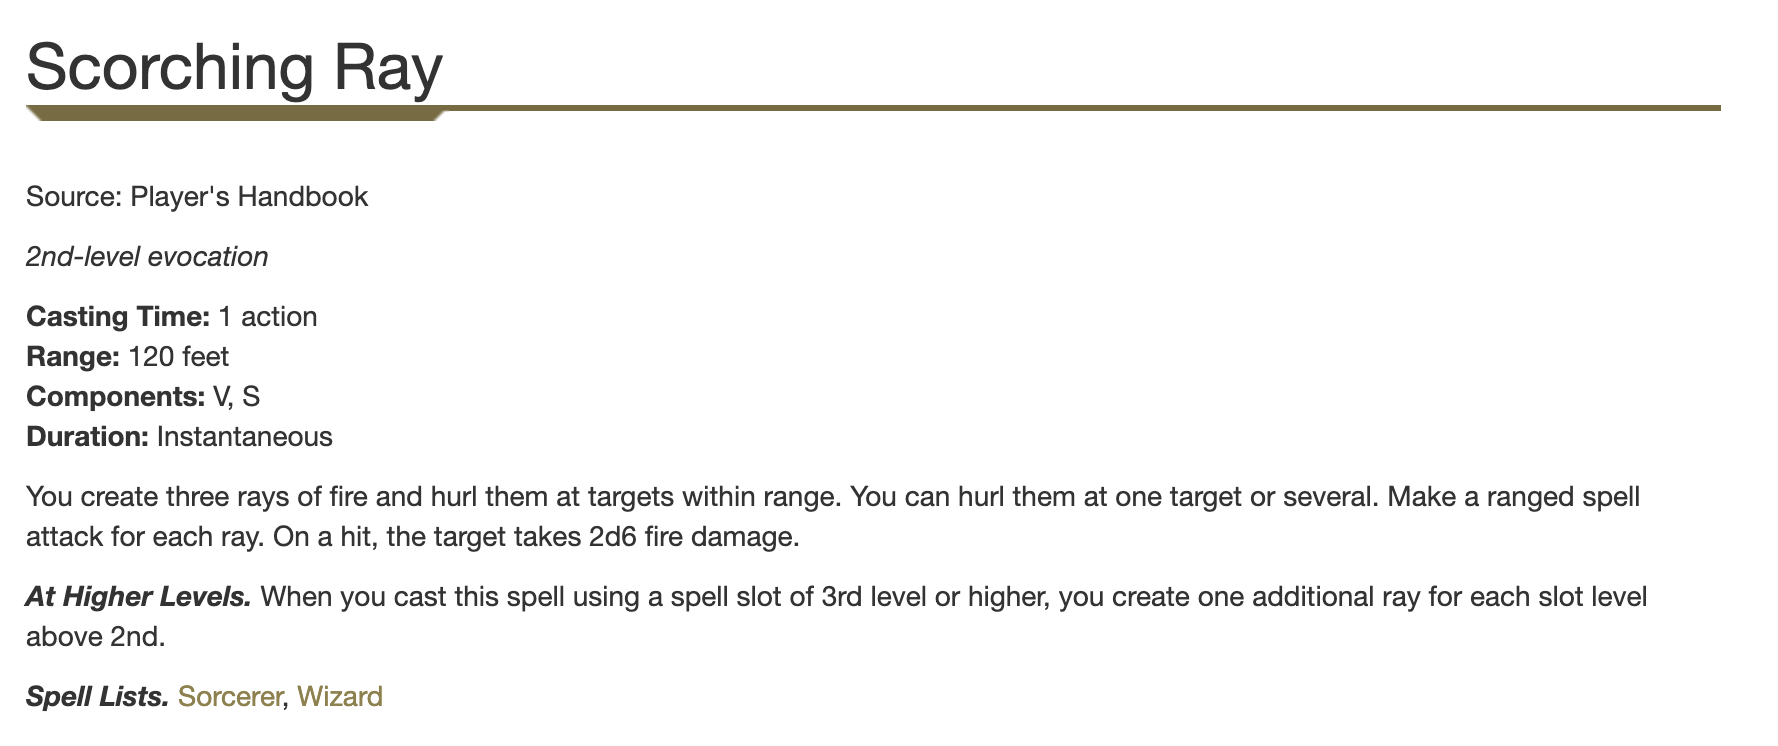 Scorching Ray
Source: Player's Handbook
2nd-level evocation
Casting Time: 1 action
Range: 120 feet
Components: V, S
Duration: Instantaneous
You create three rays of fire and hurl them at targets within range. You can hurl them at one target or several. Make a ranged spell
attack for each ray. On a hit, the target takes 2d6 fire damage.
At Higher Levels. When you cast this spell using a spell slot of 3rd level or higher, you create one additional ray for each slot level
above 2nd.
Spell Lists. Sorcerer, Wizard